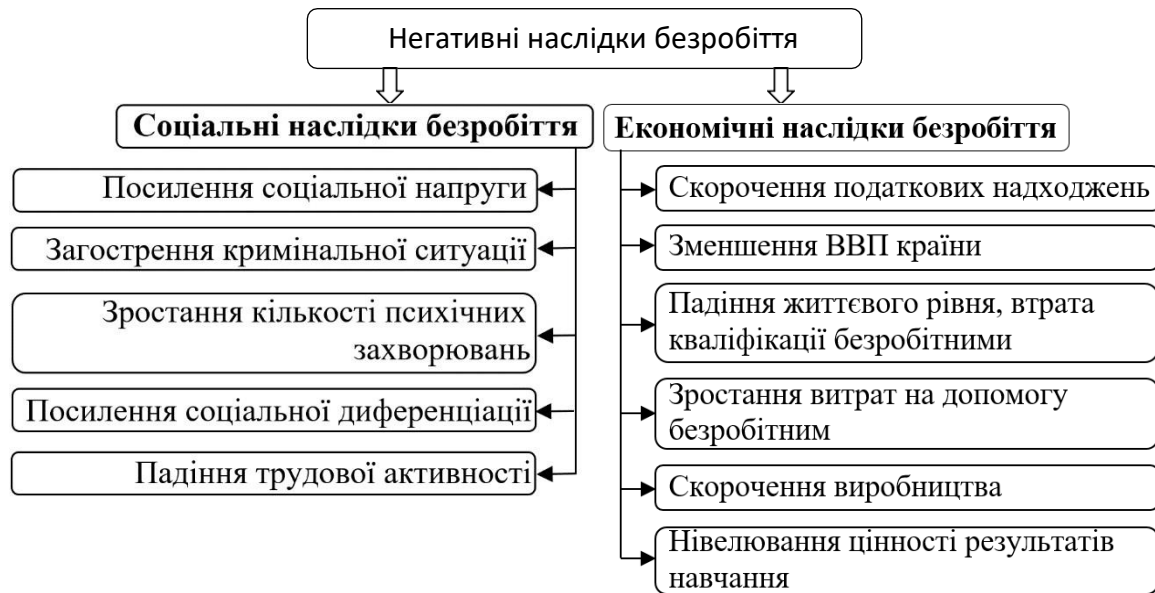 Негативні наслідки безробіття
Соціальні наслідки безробіття
Посилення соціальної напруги
Загострення кримінальної ситуації
Зростання кількості психічних
захворювань
Посилення соціальної диференціації
Падіння трудової активності
Економічні наслідки безробіття
Скорочення податкових надходжень
Зменшення ВВП країни
Падіння життєвого рівня, втрата
кваліфікації безробітними
Зростання витрат на допомогу
безробітним
Скорочення виробництва
Нівелювання цінності результатів
навчання